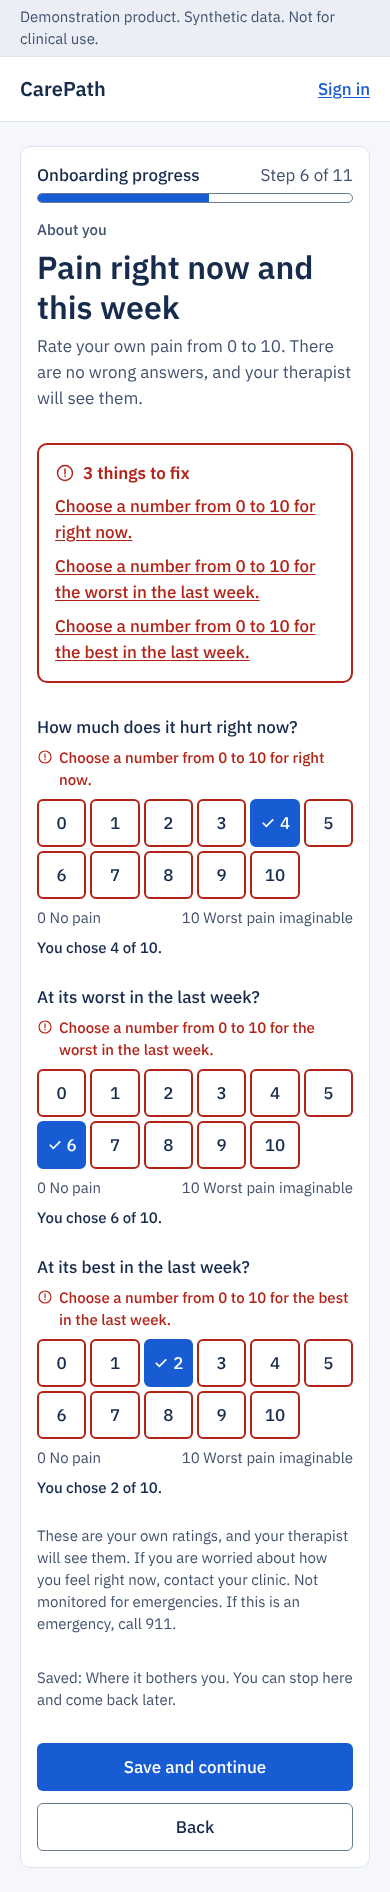 Demonstration product. Synthetic data. Not for
clinical use.
CarePath
Sign in
Onboarding progress
Step 6 of 11
About you
Pain right now and
this week
Rate your own pain from 0 to 10. There
are no wrong answers, and your therapist
will see them.
3 things to fix
Choose a number from 0 to 10 for
right now.
Choose a number from 0 to 10 for
the worst in the last week.
Choose a number from 0 to 10 for
the best in the last week.
How much does it hurt right now?
Choose a number from 0 to 10 for right
now.
0 1 2 3 4 5
6 7 8 9 10
0 No pain
10 Worst pain imaginable
You chose 4 of 10.
At its worst in the last week?
Choose a number from 0 to 10 for the
worst in the last week.
0 1 2 3 4 5
6 7 8 9 10
0 No pain
10 Worst pain imaginable
You chose 6 of 10.
At its best in the last week?
Choose a number from 0 to 10 for the best
in the last week.
0 1 2 3 4 5
6 7 8 9 10
0 No pain
10 Worst pain imaginable
You chose 2 of 10.
These are your own ratings, and your therapist
will see them. If you are worried about how
you feel right now, contact your clinic. Not
monitored for emergencies. If this is an
emergency, call 911.
Saved: Where it bothers you. You can stop here
and come back later.
Save and continue
Back